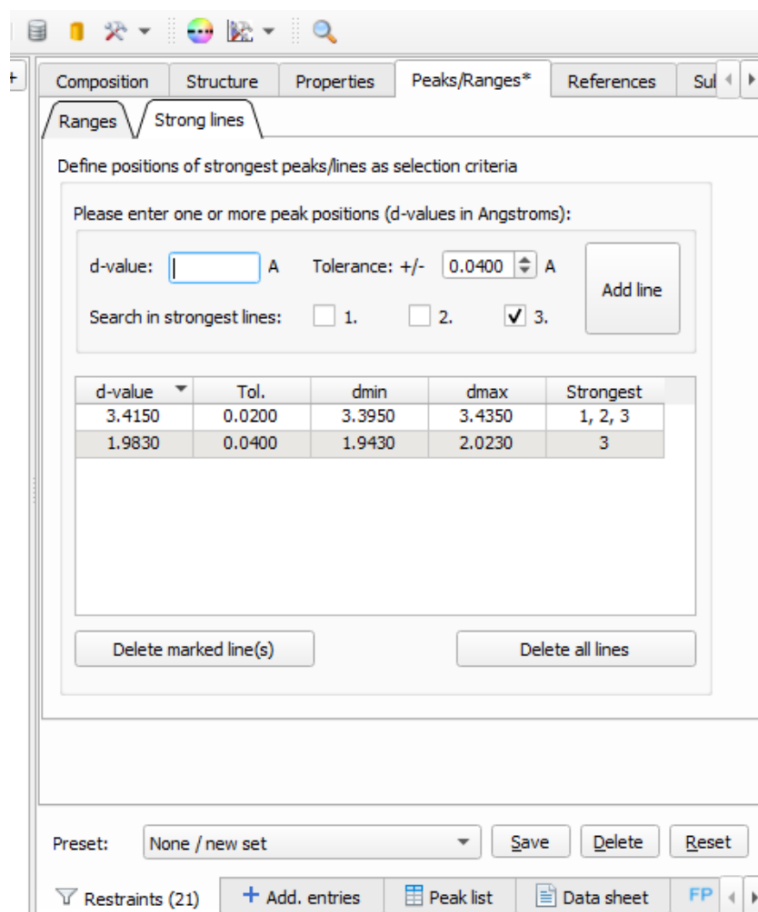 Composition Structure Properties Peaks/Ranges* References Sul
Ranges Strong lines
Define positions of strongest peaks/lines as selection criteria
Please enter one or more peak positions (d-values in Angstroms):
d-value: A Tolerance: +/- 0.0400 A
Add line
Search in strongest lines: 1. 2. 3.
d-value Tol. dmin dmax Strongest
3.4150 0.0200 3.3950 3.4350 1, 2, 3
1.9830 0.0400 1.9430 2.0230 3
Delete marked line(s) Delete all lines
Preset: None / new set Save Delete Reset
Restraints (21) + Add. entries Peak list Data sheet FP